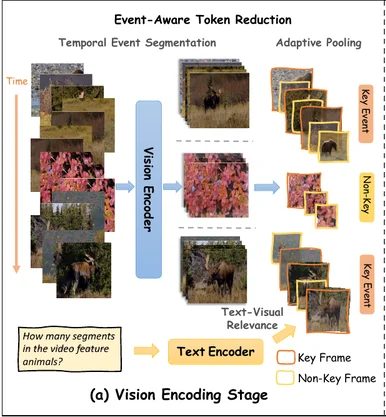 Event-Aware Token Reduction
Temporal Event Segmentation
Adaptive Pooling
Time
Vision Encoder
Key Event
Non-Key
Key Event
Text-Visual
Relevance
How many segments
in the video feature
animals?
Text Encoder
Key Frame
Non-Key Frame
(a) Vision Encoding Stage